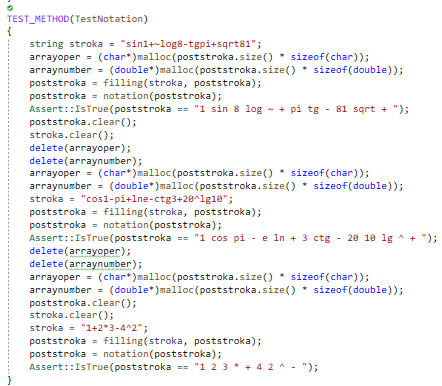 TEST_METHOD(TestNotation)
{
string stroka = "sin1+~log8-tgpi+sqrt81";
arrayoper = (char*)malloc(poststroka.size() * sizeof(char));
arraynumber = (double*)malloc(poststroka.size() * sizeof(double));
poststroka = filling(stroka, poststroka);
poststroka = notation(poststroka);
Assert::IsTrue(poststroka == "1 sin 8 log ~ + pi tg - 81 sqrt + ");
poststroka.clear();
stroka.clear();
delete(arrayoper);
delete(arraynumber);
arrayoper = (char*)malloc(poststroka.size() * sizeof(char));
arraynumber = (double*)malloc(poststroka.size() * sizeof(double));
stroka = "cos1-pi+lne-ctg3+20^lg10";
poststroka = filling(stroka, poststroka);
poststroka = notation(poststroka);
Assert::IsTrue(poststroka == "1 cos pi - e ln + 3 ctg - 20 10 lg ^ + ");
delete(arrayoper);
delete(arraynumber);
arrayoper = (char*)malloc(poststroka.size() * sizeof(char));
arraynumber = (double*)malloc(poststroka.size() * sizeof(double));
poststroka.clear();
stroka.clear();
stroka = "1+2*3-4^2";
poststroka = filling(stroka, poststroka);
poststroka = notation(poststroka);
Assert::IsTrue(poststroka == "1 2 3 * + 4 2 ^ - ");
}